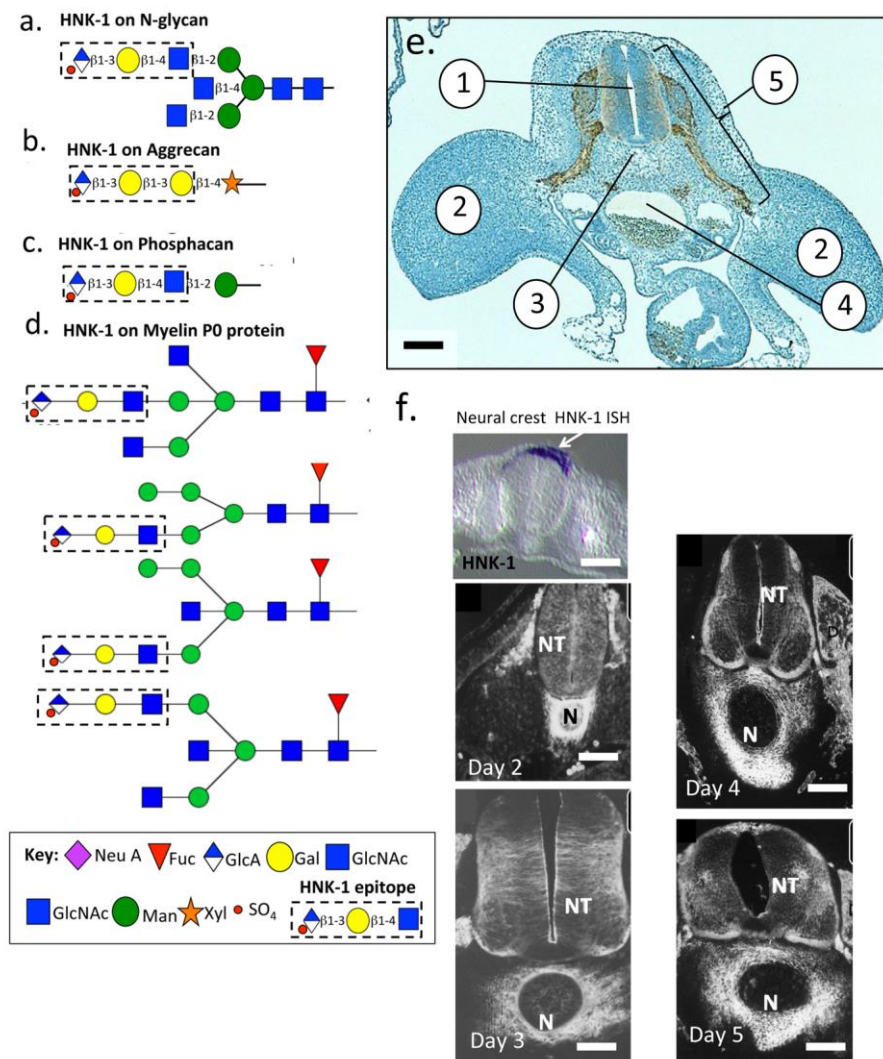 a.
HNK-1 on N-glycan
β1-3 β1-4 β1-2
β1-4
β1-2
b.
HNK-1 on Aggrecan
β1-3 β1-3 β1-4
c.
HNK-1 on Phosphacan
β1-3 β1-4 β1-2
d.
HNK-1 on Myelin P0 protein
Key: Neu A Fuc GlcA Gal GlcNAc
GlcNAc Man Xyl SO4
HNK-1 epitope
β1-3 β1-4
e.
1
5
2
2
3
4
f.
Neural crest HNK-1 ISH
HNK-1
NT
N
Day 2
NT
N
Day 3
NT
D
N
Day 4
NT
N
Day 5